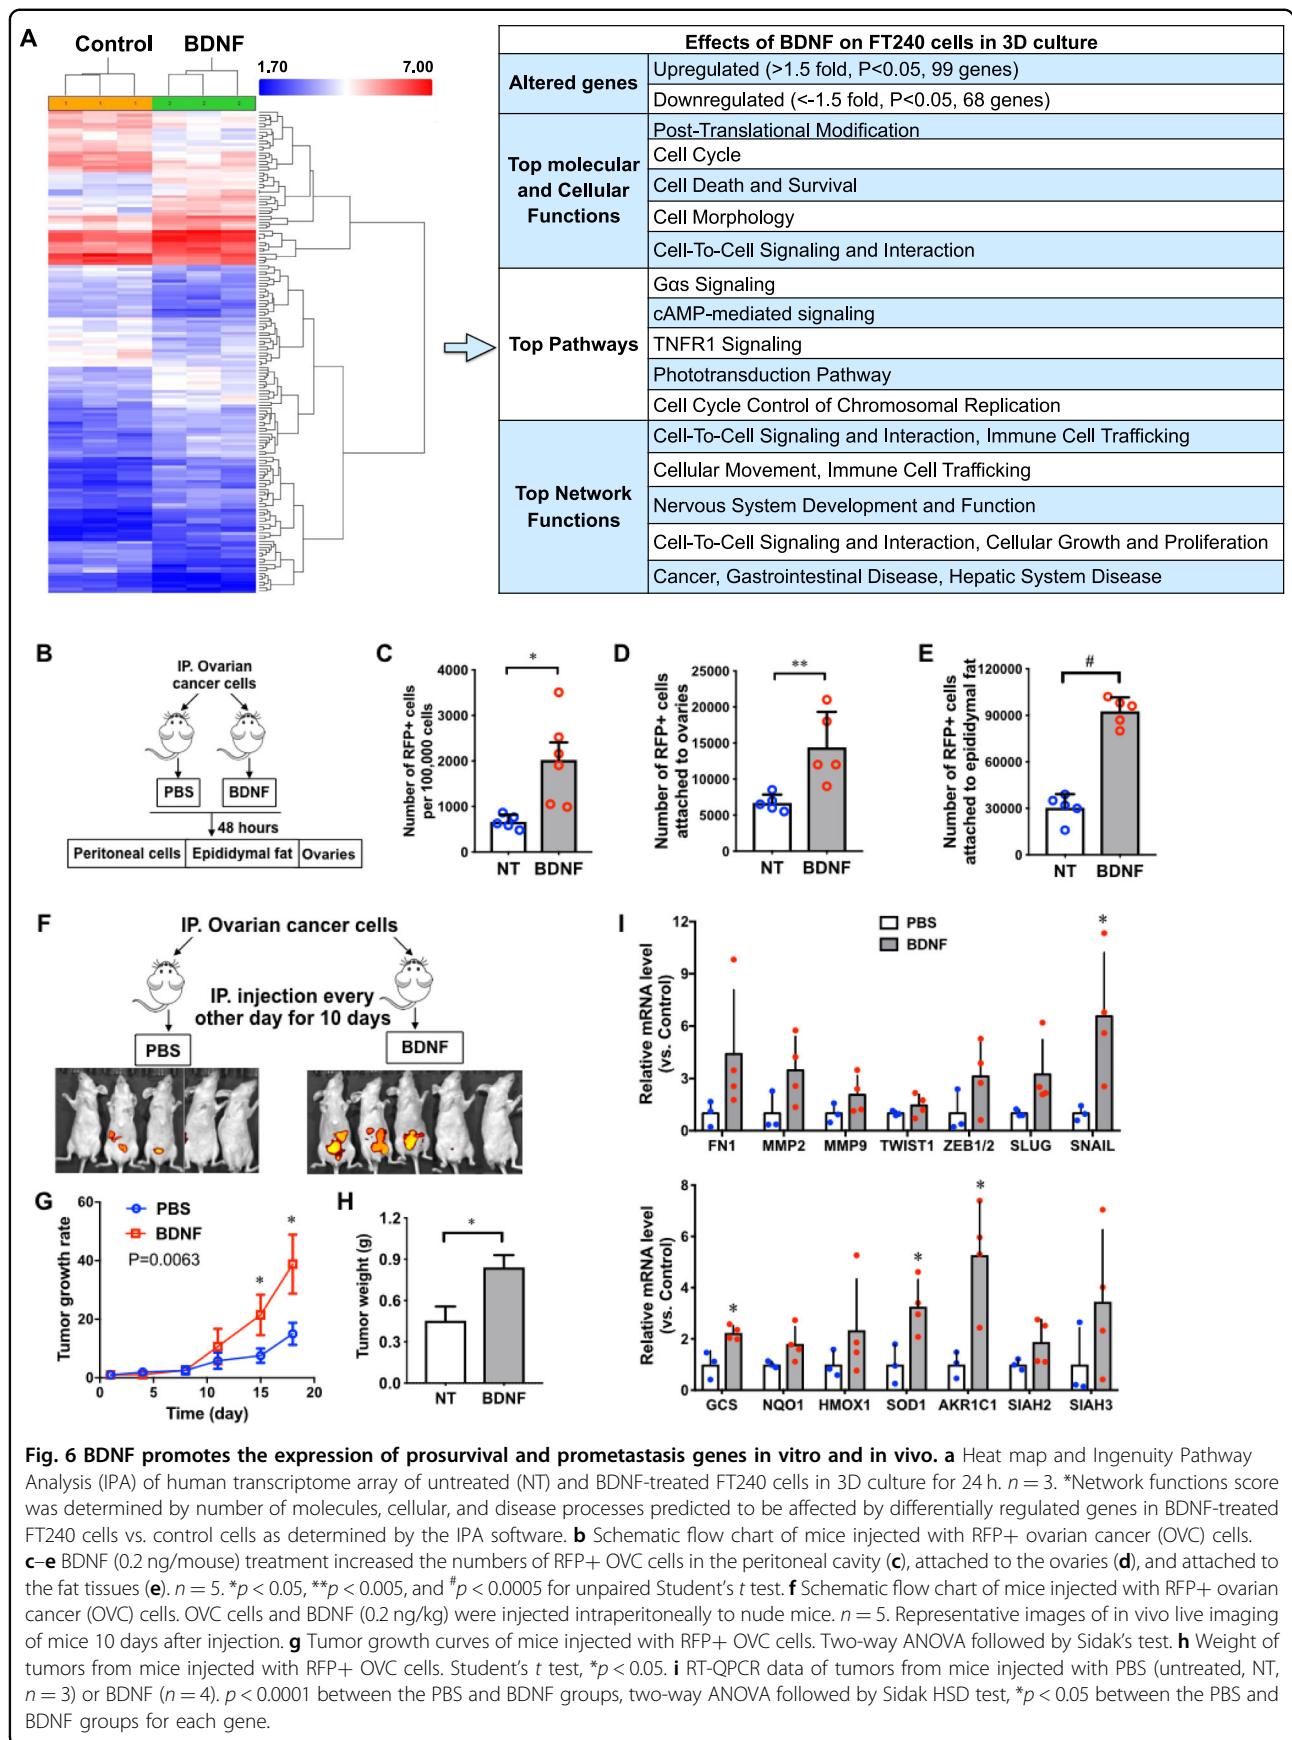 A
Control
BDNF
1.70
7.00
1 1 1 2 2 2
Effects of BDNF on FT240 cells in 3D culture
Altered genes
Upregulated (>1.5 fold, P<0.05, 99 genes)
Downregulated (<-1.5 fold, P<0.05, 68 genes)
Top molecular
and Cellular
Functions
Post-Translational Modification
Cell Cycle
Cell Death and Survival
Cell Morphology
Cell-To-Cell Signaling and Interaction
Top Pathways
Gαs Signaling
cAMP-mediated signaling
TNFR1 Signaling
Phototransduction Pathway
Cell Cycle Control of Chromosomal Replication
Top Network
Functions
Cell-To-Cell Signaling and Interaction, Immune Cell Trafficking
Cellular Movement, Immune Cell Trafficking
Nervous System Development and Function
Cell-To-Cell Signaling and Interaction, Cellular Growth and Proliferation
Cancer, Gastrointestinal Disease, Hepatic System Disease
B
IP. Ovarian
cancer cells
PBS
BDNF
48 hours
Peritoneal cells
Epididymal fat
Ovaries
C
Number of RFP+ cells
per 100,000 cells
4000
3000
2000
1000
0
*
NT
BDNF
D
Number of RFP+ cells
attached to ovaries
25000
20000
15000
10000
5000
0
**
NT
BDNF
E
Number of RFP+ cells
attached to epididymal fat
120000
90000
60000
30000
0
#
NT
BDNF
F
IP. Ovarian cancer cells
IP. injection every
other day for 10 days
PBS
BDNF
G
Tumor growth rate
60
40
20
0
PBS
BDNF
P=0.0063
*
*
0 5 10 15 20
Time (day)
H
Tumor weight (g)
1.2
0.9
0.6
0.3
0.0
*
NT
BDNF
I
Relative mRNA level
(vs. Control)
12
9
6
3
0
PBS
BDNF
*
FN1 MMP2 MMP9 TWIST1 ZEB1/2 SLUG SNAIL
Relative mRNA level
(vs. Control)
8
6
4
2
0
*
*
*
GCS NQO1 HMOX1 SOD1 AKR1C1 SIAH2 SIAH3
Fig. 6 BDNF promotes the expression of prosurvival and prometastasis genes in vitro and in vivo. a Heat map and Ingenuity Pathway
Analysis (IPA) of human transcriptome array of untreated (NT) and BDNF-treated FT240 cells in 3D culture for 24 h. n = 3. *Network functions score
was determined by number of molecules, cellular, and disease processes predicted to be affected by differentially regulated genes in BDNF-treated
FT240 cells vs. control cells as determined by the IPA software. b Schematic flow chart of mice injected with RFP+ ovarian cancer (OVC) cells.
c–e BDNF (0.2 ng/mouse) treatment increased the numbers of RFP+ OVC cells in the peritoneal cavity (c), attached to the ovaries (d), and attached to
the fat tissues (e). n = 5. *p < 0.05, **p < 0.005, and #p < 0.0005 for unpaired Student's t test. f Schematic flow chart of mice injected with RFP+ ovarian
cancer (OVC) cells. OVC cells and BDNF (0.2 ng/kg) were injected intraperitoneally to nude mice. n = 5. Representative images of in vivo live imaging
of mice 10 days after injection. g Tumor growth curves of mice injected with RFP+ OVC cells. Two-way ANOVA followed by Sidak's test. h Weight of
tumors from mice injected with RFP+ OVC cells. Student's t test, *p < 0.05. i RT-QPCR data of tumors from mice injected with PBS (untreated, NT,
n = 3) or BDNF (n = 4). p < 0.0001 between the PBS and BDNF groups, two-way ANOVA followed by Sidak HSD test, *p < 0.05 between the PBS and
BDNF groups for each gene.